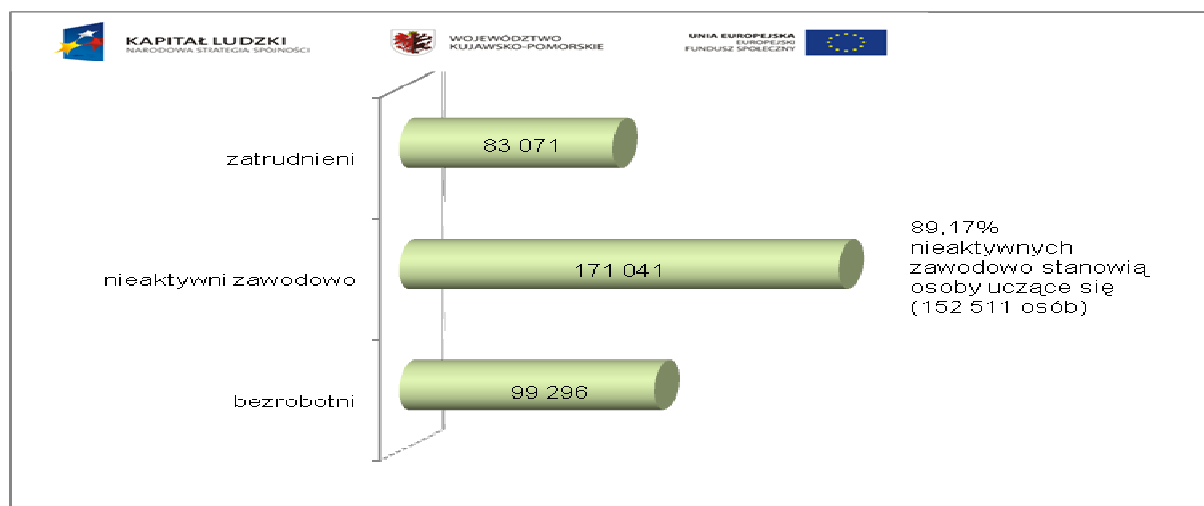 KAPITAŁ LUDZKI
NARODOWA STRATEGIA SPÓJNOŚCI
WOJEWÓDZTWO
KUJAWSKO-POMORSKIE
UNIA EUROPEJSKA
EUROPEJSKI
FUNDUSZ SPOŁECZNY
zatrudnieni
83 071
nieaktywni zawodowo
171 041
89,17%
nieaktywnych
zawodowo stanowią
osoby uczące się
(152 511 osób)
bezrobotni
99 296